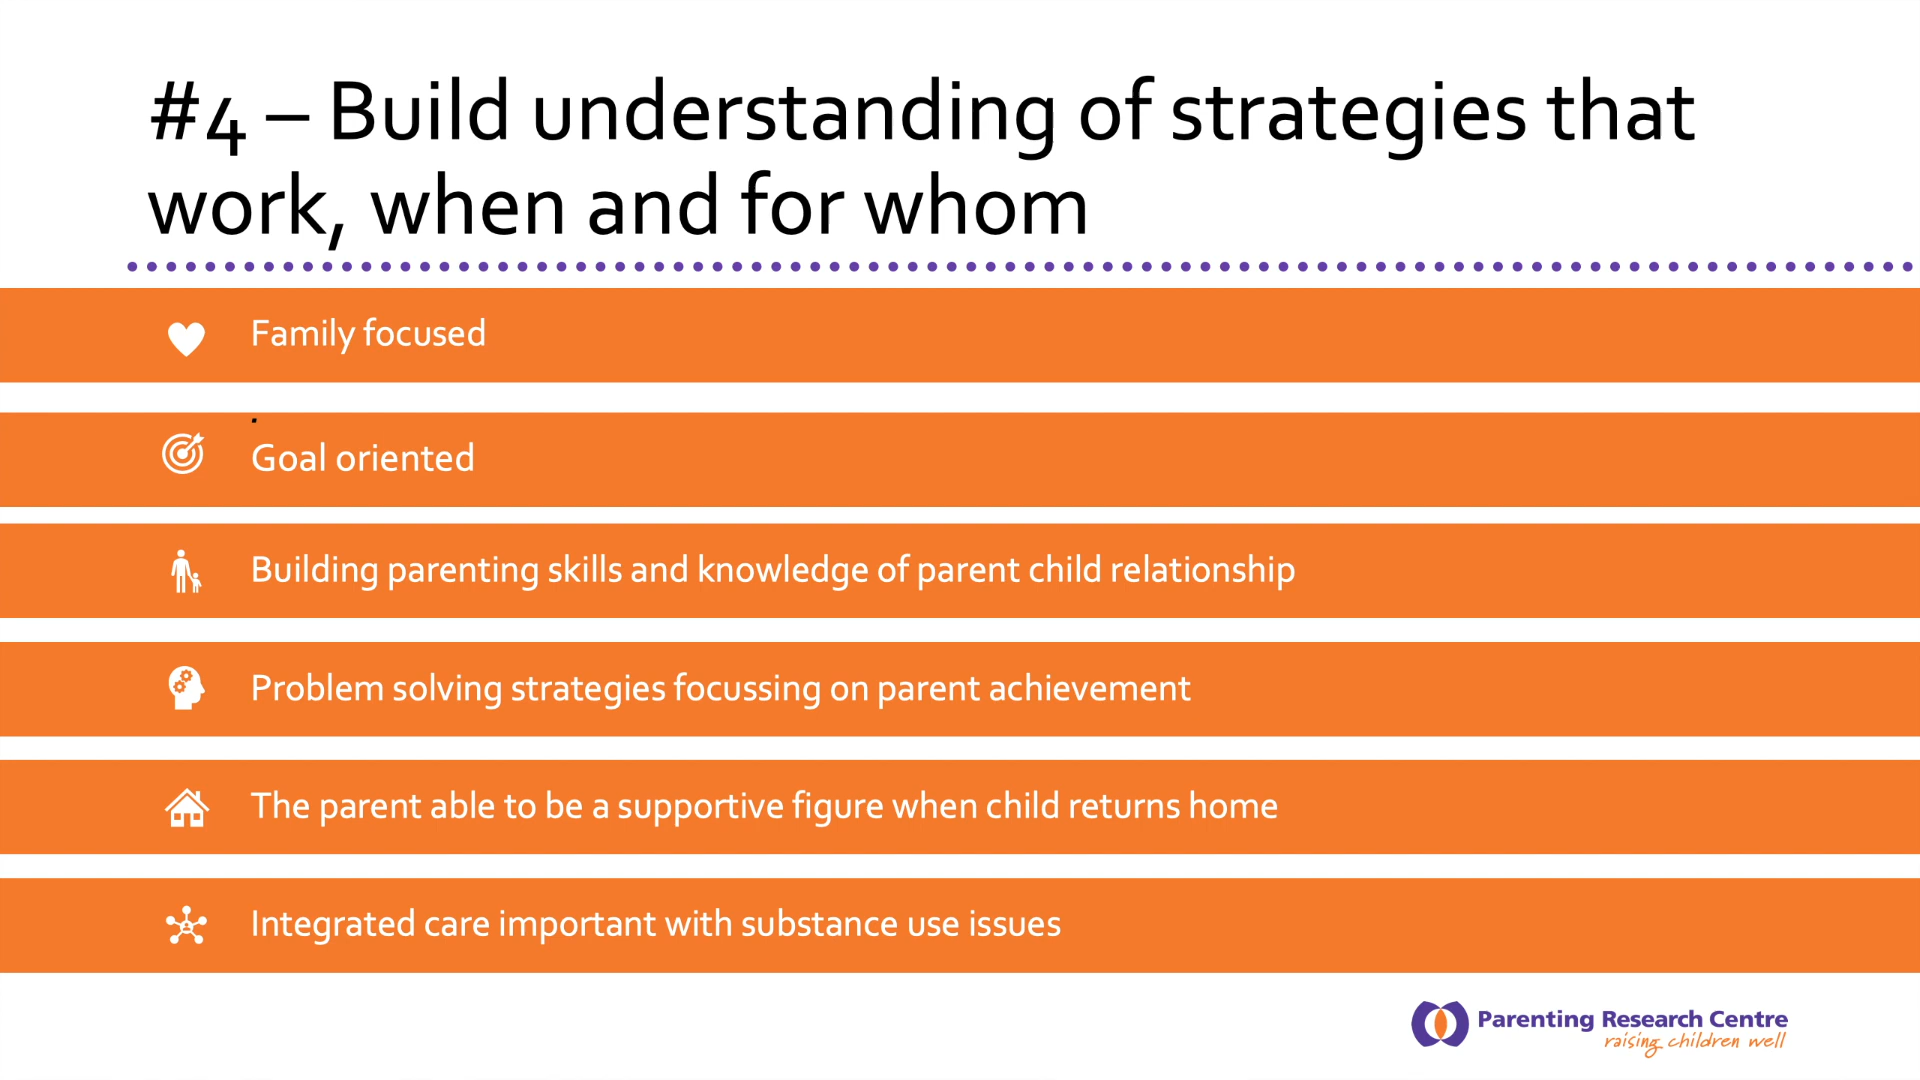 #4 – Build understanding of strategies that
work, when and for whom
Family focused
.
Goal oriented
Building parenting skills and knowledge of parent child relationship
Problem solving strategies focussing on parent achievement
The parent able to be a supportive figure when child returns home
Integrated care important with substance use issues
Parenting Research Centre
raising children well